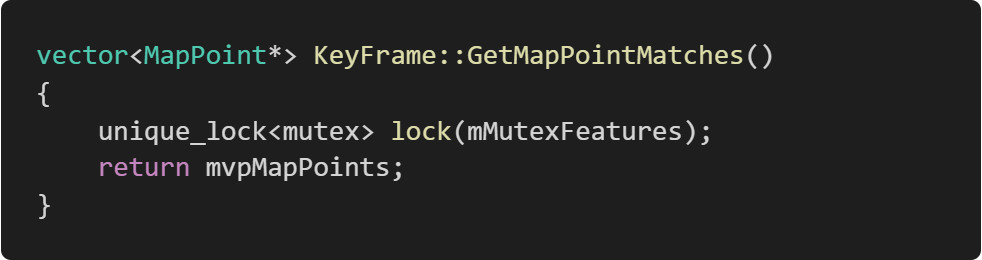 vector<MapPoint*> KeyFrame::GetMapPointMatches()
{
    unique_lock<mutex> lock(mMutexFeatures);
    return mvpMapPoints;
}